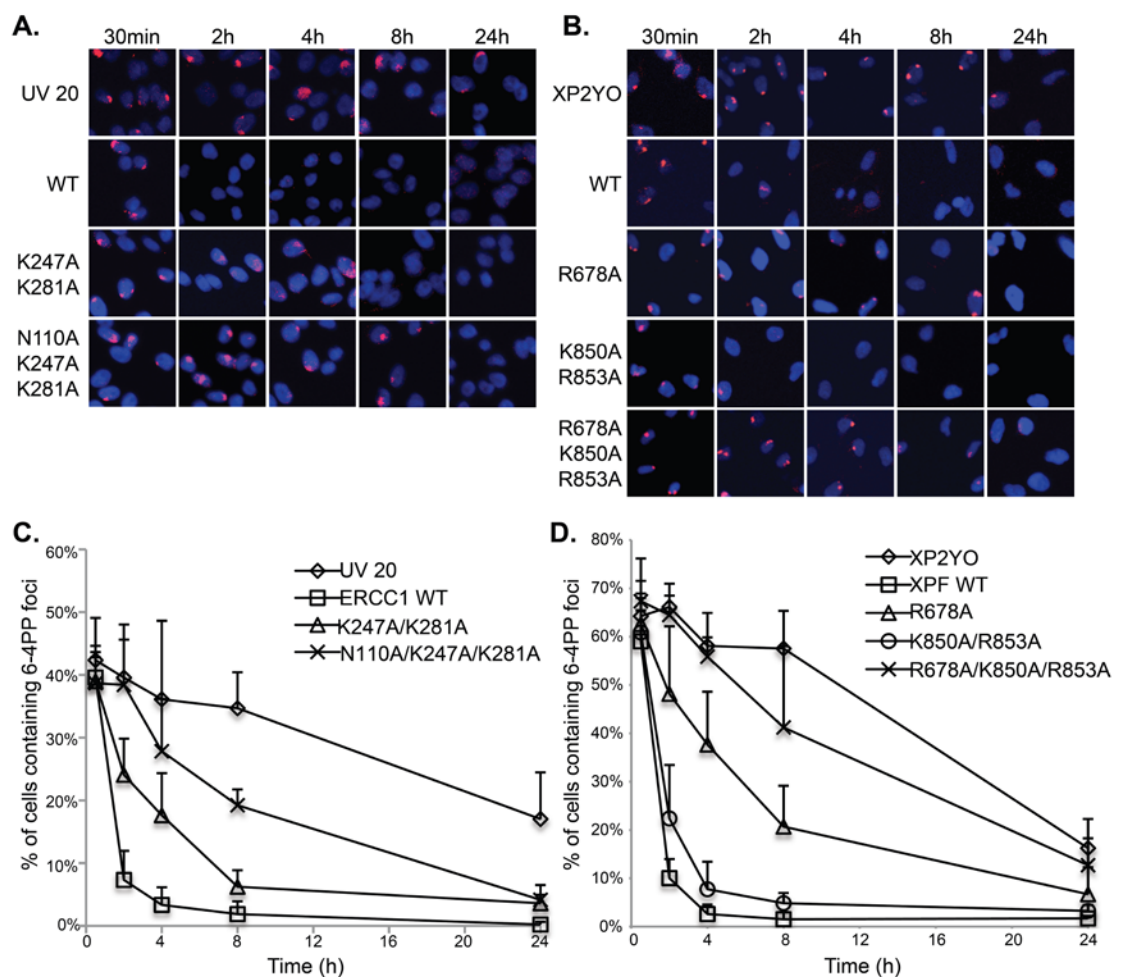 A.
30min 2h 4h 8h 24h
UV 20
WT
K247A
K281A
N110A
K247A
K281A
B.
30min 2h 4h 8h 24h
XP2YO
WT
R678A
K850A
R853A
R678A
K850A
R853A
C.
% of cells containing 6-4PP foci
60%
50%
40%
30%
20%
10%
0%
0 4 8 12 16 20 24
Time (h)
UV 20
ERCC1 WT
K247A/K281A
N110A/K247A/K281A
D.
% of cells containing 6-4PP foci
80%
70%
60%
50%
40%
30%
20%
10%
0%
0 4 8 12 16 20 24
Time (h)
XP2YO
XPF WT
R678A
K850A/R853A
R678A/K850A/R853A